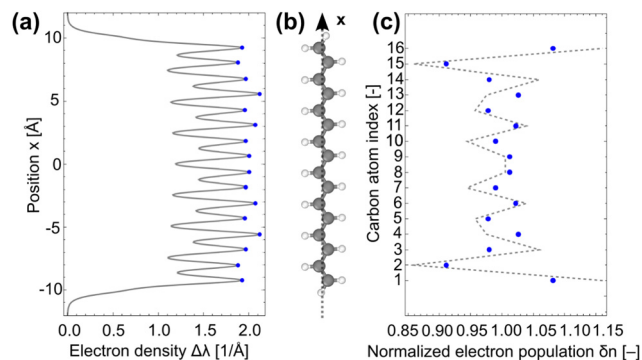 (a)
10
5
0
-5
-10
Position x [Å]
0.0 0.5 1.0 1.5 2.0
Electron density Δλ [1/Å]
(b)
x
(c)
16
15
14
13
12
11
10
9
8
7
6
5
4
3
2
1
Carbon atom index [-]
0.85 0.90 0.95 1.00 1.05 1.10 1.15
Normalized electron population δn [–]